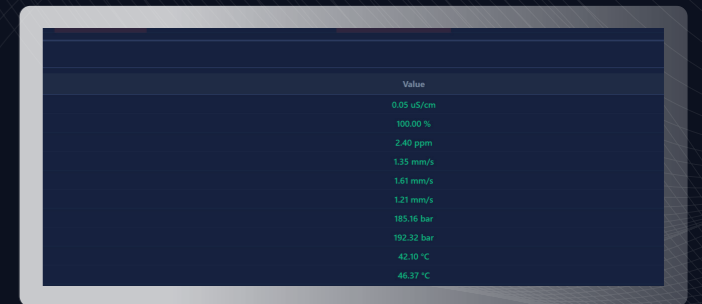 Value
0.05 uS/cm
100.00 %
2.40 ppm
1.35 mm/s
1.61 mm/s
1.21 mm/s
185.16 bar
192.32 bar
42.10 °C
46.37 °C